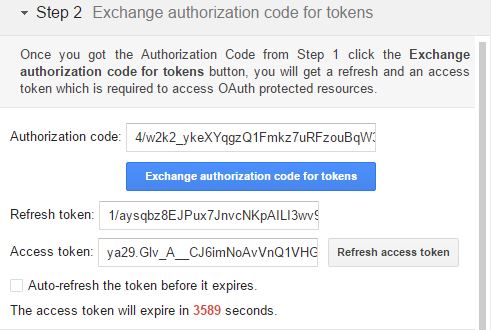 Step 2 Exchange authorization code for tokens
Once you got the Authorization Code from Step 1 click the Exchange
authorization code for tokens button, you will get a refresh and an access
token which is required to access OAuth protected resources.
Authorization code: 4/w2k2_ykeXYqgzQ1Fmkz7uRFzouBqW3
Exchange authorization code for tokens
Refresh token: 1/aysqbz8EJPux7JnvcNKpAILI3wv9
Access token: ya29.Glv_A__CJ6imNoAvVnQ1VHG Refresh access token
Auto-refresh the token before it expires.
The access token will expire in 3589 seconds.